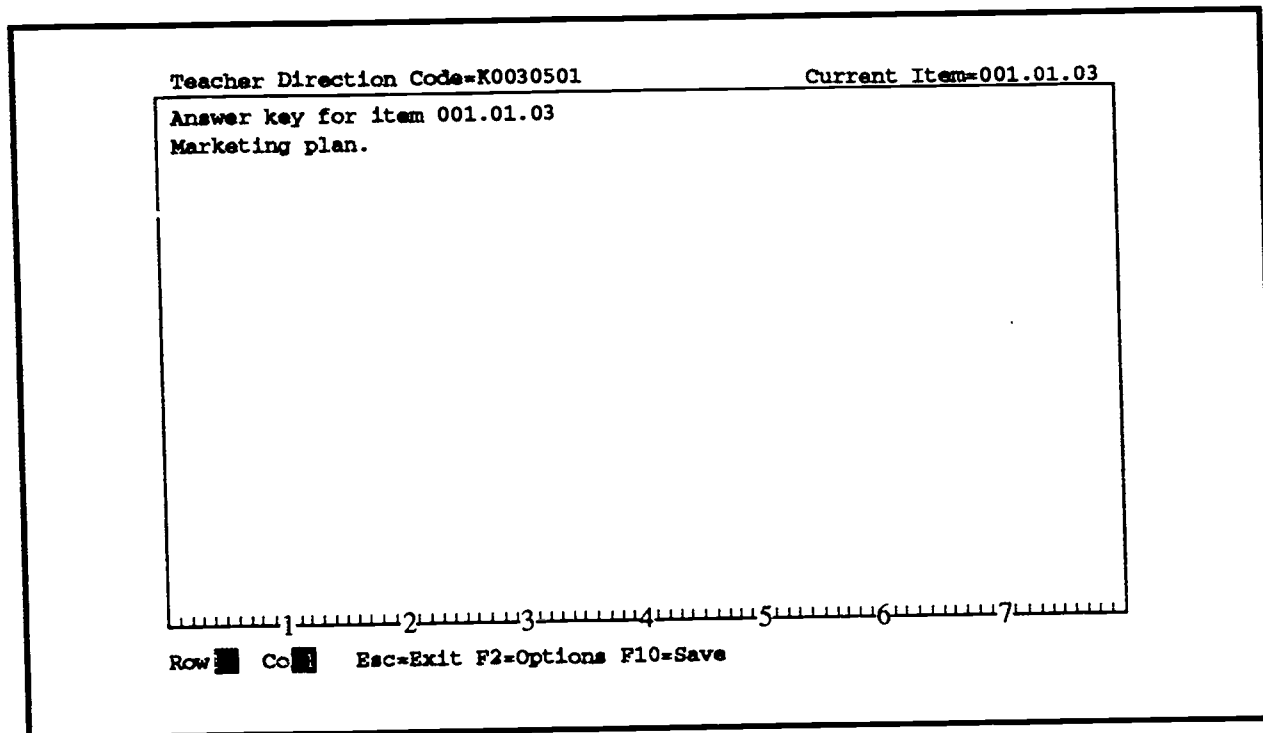 Teacher Direction Code=K0030501 Current Item=001.01.03
Answer key for item 001.01.03
Marketing plan.
1 2 3 4 5 6 7
Row Co Esc=Exit F2=Options F10=Save